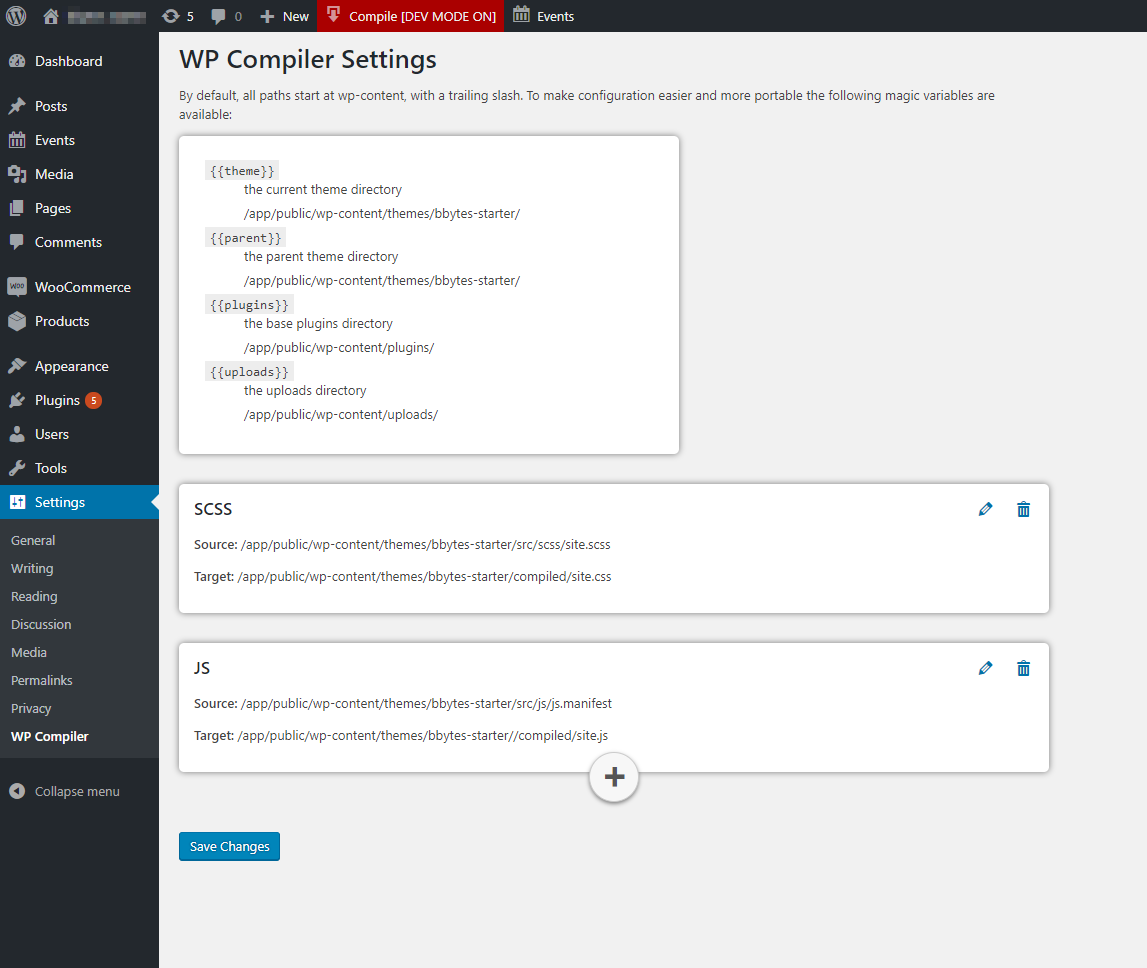 5 0 New Compile [DEV MODE ON] Events
Dashboard
Posts
Events
Media
Pages
Comments
WooCommerce
Products
Appearance
Plugins 5
Users
Tools
Settings
General
Writing
Reading
Discussion
Media
Permalinks
Privacy
WP Compiler
Collapse menu
WP Compiler Settings
By default, all paths start at wp-content, with a trailing slash. To make configuration easier and more portable the following magic variables are
available:
{{theme}}
the current theme directory
/app/public/wp-content/themes/bbytes-starter/
{{parent}}
the parent theme directory
/app/public/wp-content/themes/bbytes-starter/
{{plugins}}
the base plugins directory
/app/public/wp-content/plugins/
{{uploads}}
the uploads directory
/app/public/wp-content/uploads/
SCSS
Source: /app/public/wp-content/themes/bbytes-starter/src/scss/site.scss
Target: /app/public/wp-content/themes/bbytes-starter/compiled/site.css
JS
Source: /app/public/wp-content/themes/bbytes-starter/src/js/js.manifest
Target: /app/public/wp-content/themes/bbytes-starter//compiled/site.js
Save Changes